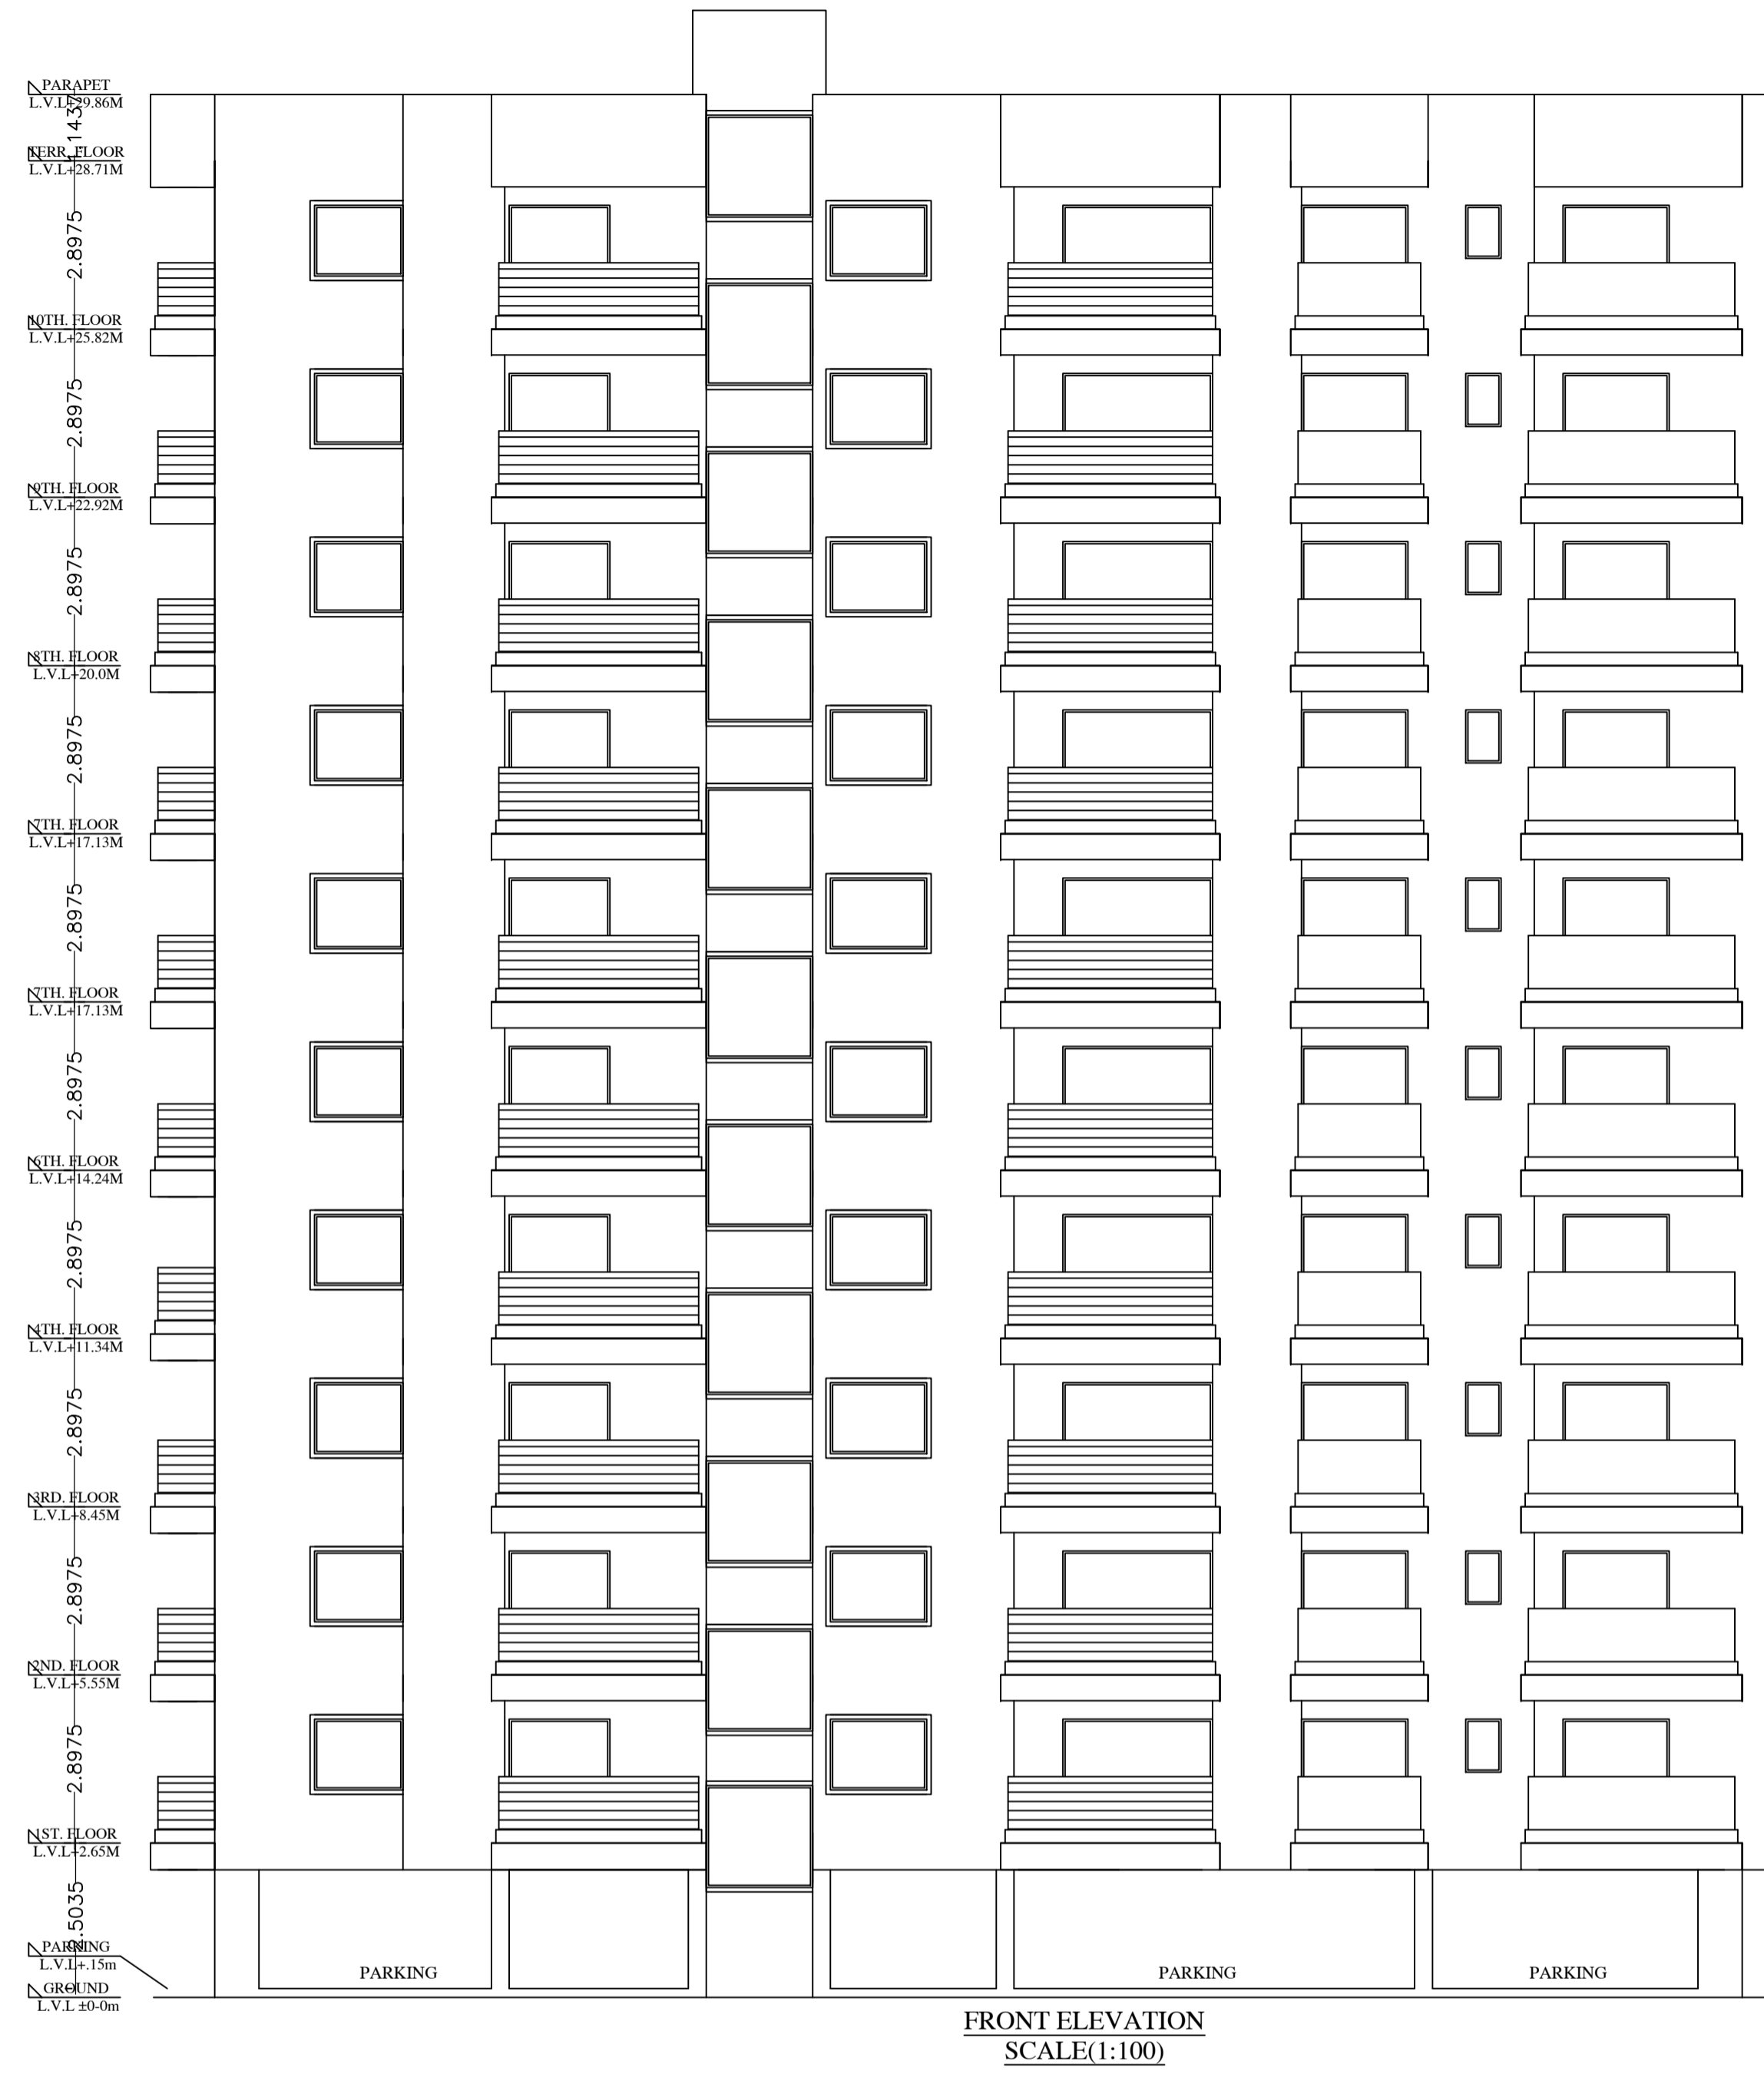 PARAPET
L.V.L+29.86M
1.1437
TERR. FLOOR
L.V.L+28.71M
2.8975
10TH. FLOOR
L.V.L+25.82M
2.8975
9TH. FLOOR
L.V.L+22.92M
2.8975
8TH. FLOOR
L.V.L+20.0M
2.8975
7TH. FLOOR
L.V.L+17.13M
2.8975
7TH. FLOOR
L.V.L+17.13M
2.8975
6TH. FLOOR
L.V.L+14.24M
2.8975
4TH. FLOOR
L.V.L+11.34M
2.8975
3RD. FLOOR
L.V.L+8.45M
2.8975
2ND. FLOOR
L.V.L+5.55M
2.8975
1ST. FLOOR
L.V.L+2.65M
2.5035
PARKING
L.V.L+.15m
GROUND
L.V.L ±0-0m
PARKING
PARKING
PARKING
FRONT ELEVATION
SCALE(1:100)